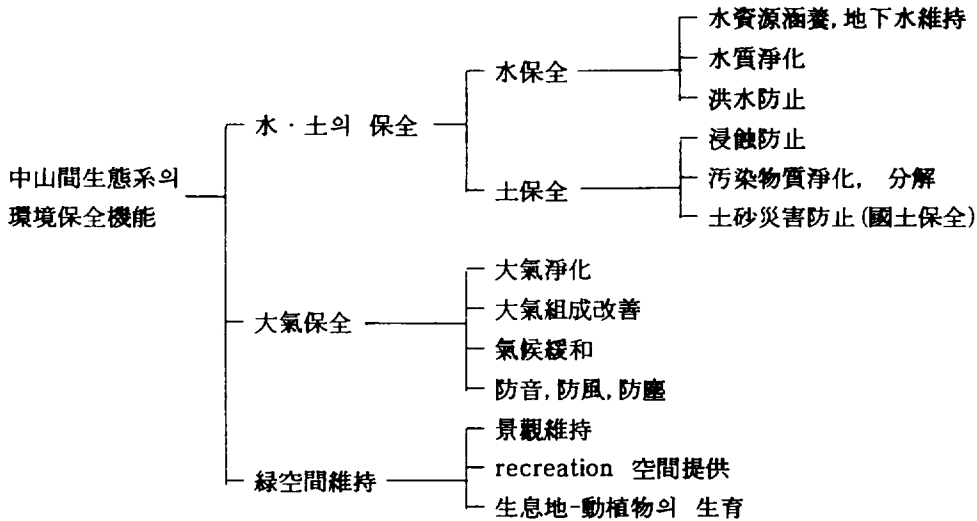 中山間生態系의
環境保全機能
水·土의 保全
水保全
水資源涵養, 地下水維持
水質淨化
洪水防止
土保全
浸蝕防止
汚染物質淨化, 分解
土砂災害防止(國土保全)
大氣保全
大氣淨化
大氣組成改善
氣候緩和
防音, 防風, 防塵
緑空間維持
景觀維持
recreation 空間提供
生息地-動植物의 生育